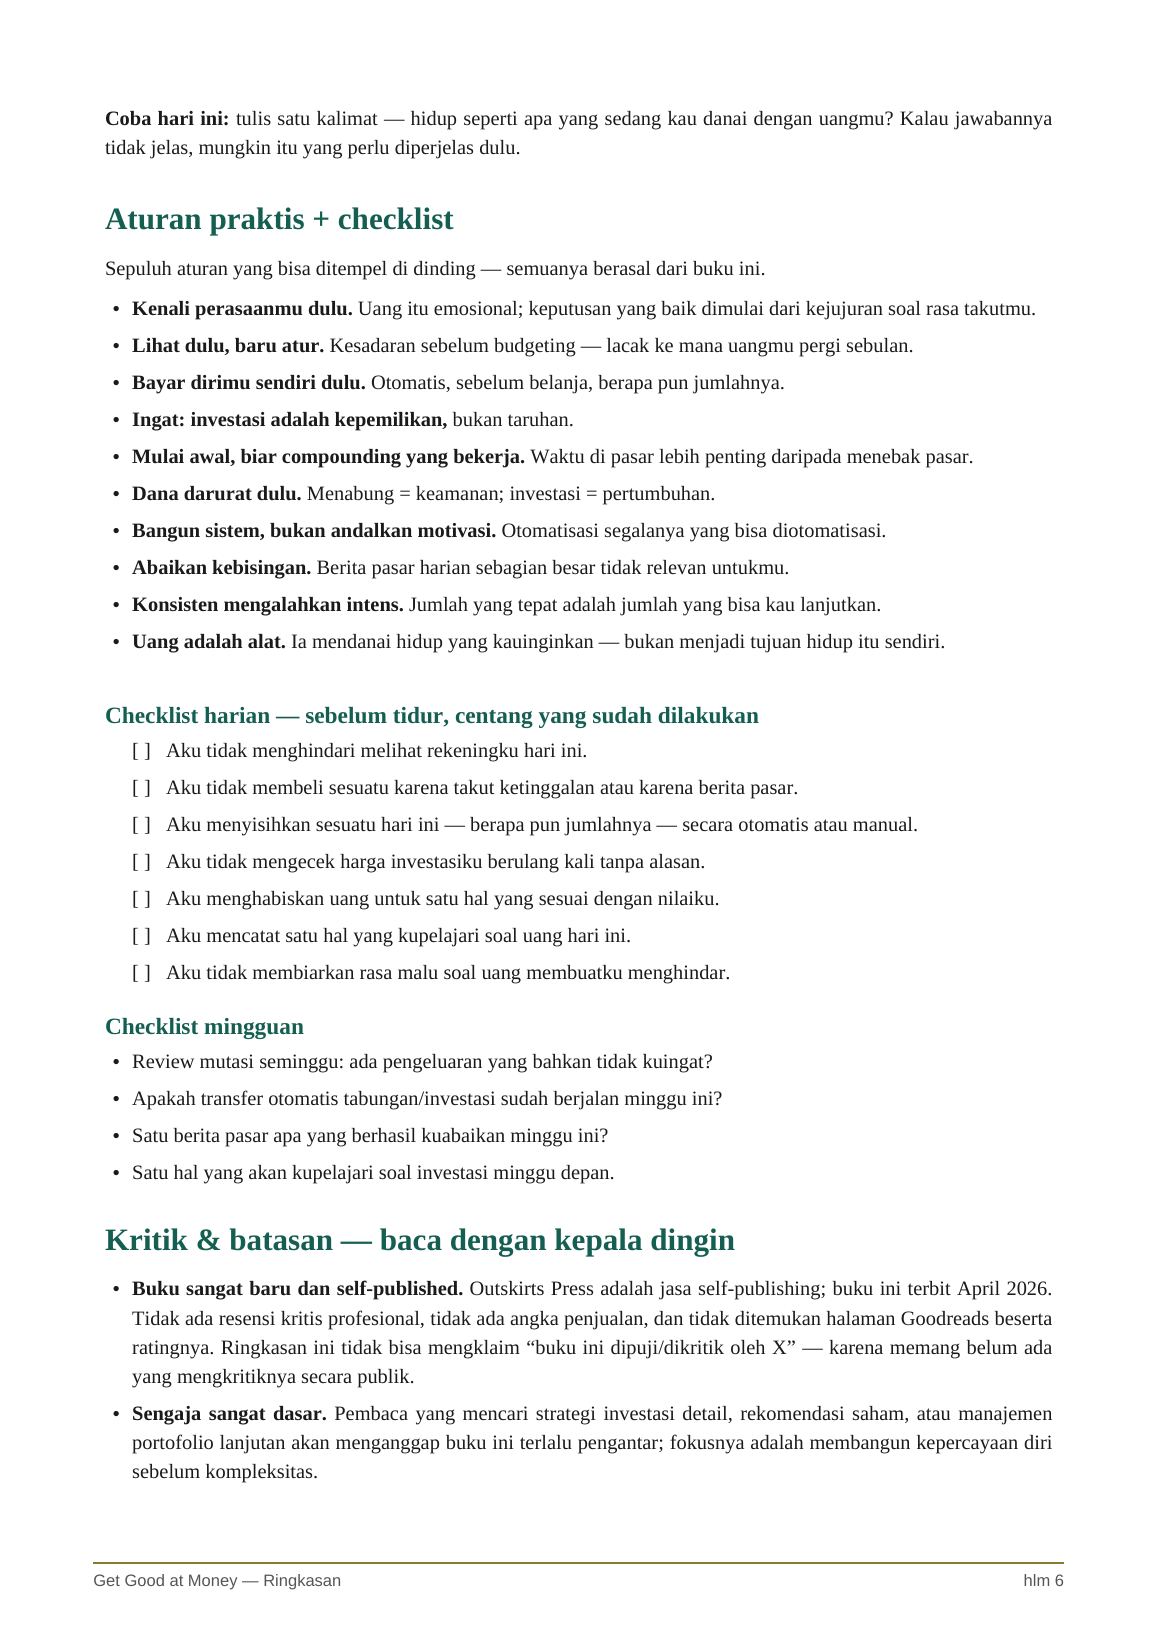 Coba hari ini: tulis satu kalimat — hidup seperti apa yang sedang kau danai dengan uangmu? Kalau jawabannya
tidak jelas, mungkin itu yang perlu diperjelas dulu.
Aturan praktis + checklist
Sepuluh aturan yang bisa ditempel di dinding — semuanya berasal dari buku ini.
• Kenali perasaanmu dulu. Uang itu emosional; keputusan yang baik dimulai dari kejujuran soal rasa takutmu.
• Lihat dulu, baru atur. Kesadaran sebelum budgeting — lacak ke mana uangmu pergi sebulan.
• Bayar dirimu sendiri dulu. Otomatis, sebelum belanja, berapa pun jumlahnya.
• Ingat: investasi adalah kepemilikan, bukan taruhan.
• Mulai awal, biar compounding yang bekerja. Waktu di pasar lebih penting daripada menebak pasar.
• Dana darurat dulu. Menabung = keamanan; investasi = pertumbuhan.
• Bangun sistem, bukan andalkan motivasi. Otomatisasi segalanya yang bisa diotomatisasi.
• Abaikan kebisingan. Berita pasar harian sebagian besar tidak relevan untukmu.
• Konsisten mengalahkan intens. Jumlah yang tepat adalah jumlah yang bisa kau lanjutkan.
• Uang adalah alat. Ia mendanai hidup yang kauinginkan — bukan menjadi tujuan hidup itu sendiri.
Checklist harian — sebelum tidur, centang yang sudah dilakukan
[ ] Aku tidak menghindari melihat rekeningku hari ini.
[ ] Aku tidak membeli sesuatu karena takut ketinggalan atau karena berita pasar.
[ ] Aku menyisihkan sesuatu hari ini — berapa pun jumlahnya — secara otomatis atau manual.
[ ] Aku tidak mengecek harga investasiku berulang kali tanpa alasan.
[ ] Aku menghabiskan uang untuk satu hal yang sesuai dengan nilaiku.
[ ] Aku mencatat satu hal yang kupelajari soal uang hari ini.
[ ] Aku tidak membiarkan rasa malu soal uang membuatku menghindar.
Checklist mingguan
• Review mutasi seminggu: ada pengeluaran yang bahkan tidak kuingat?
• Apakah transfer otomatis tabungan/investasi sudah berjalan minggu ini?
• Satu berita pasar apa yang berhasil kuabaikan minggu ini?
• Satu hal yang akan kupelajari soal investasi minggu depan.
Kritik & batasan — baca dengan kepala dingin
• Buku sangat baru dan self-published. Outskirts Press adalah jasa self-publishing; buku ini terbit April 2026.
Tidak ada resensi kritis profesional, tidak ada angka penjualan, dan tidak ditemukan halaman Goodreads beserta
ratingnya. Ringkasan ini tidak bisa mengklaim “buku ini dipuji/dikritik oleh X” — karena memang belum ada
yang mengkritiknya secara publik.
• Sengaja sangat dasar. Pembaca yang mencari strategi investasi detail, rekomendasi saham, atau manajemen
portofolio lanjutan akan menganggap buku ini terlalu pengantar; fokusnya adalah membangun kepercayaan diri
sebelum kompleksitas.
Get Good at Money — Ringkasan
hlm 6